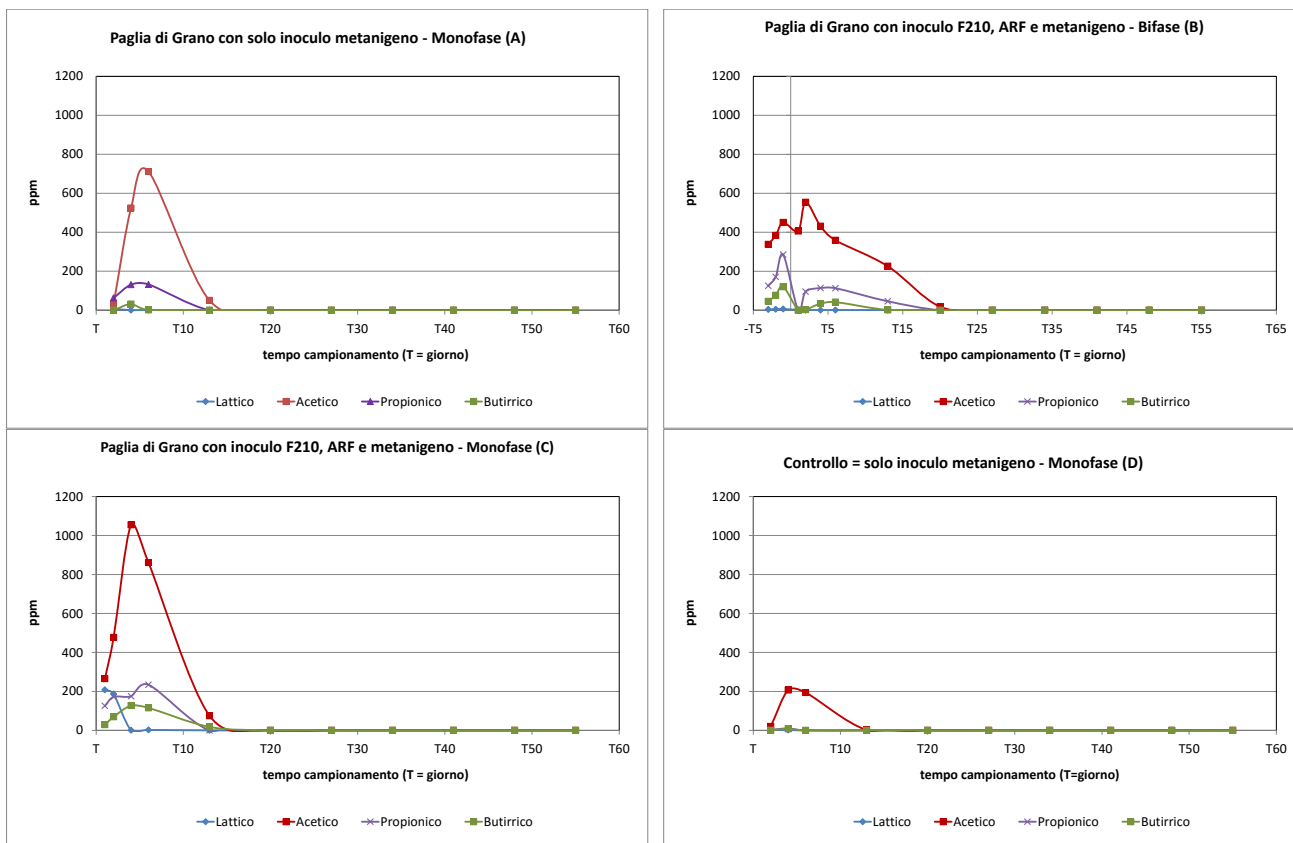 Paglia di Grano con solo inoculo metanigeno - Monofase (A)
1200
1000
800
600
400
200
0
ppm
T T10 T20 T30 T40 T50 T60
tempo campionamento (T = giorno)
Lattico Acetico Propionico Butirrico
Paglia di Grano con inoculo F210, ARF e metanigeno - Bifase (B)
1200
1000
800
600
400
200
0
ppm
-T5 T5 T15 T25 T35 T45 T55 T65
tempo campionamento (T = giorno)
Lattico Acetico Propionico Butirrico
Paglia di Grano con inoculo F210, ARF e metanigeno - Monofase (C)
1200
1000
800
600
400
200
0
ppm
T T10 T20 T30 T40 T50 T60
tempo campionamento (T = giorno)
Lattico Acetico Propionico Butirrico
Controllo = solo inoculo metanigeno - Monofase (D)
1200
1000
800
600
400
200
0
ppm
T T10 T20 T30 T40 T50 T60
tempo campionamento (T=giorno)
Lattico Acetico Propionico Butirrico